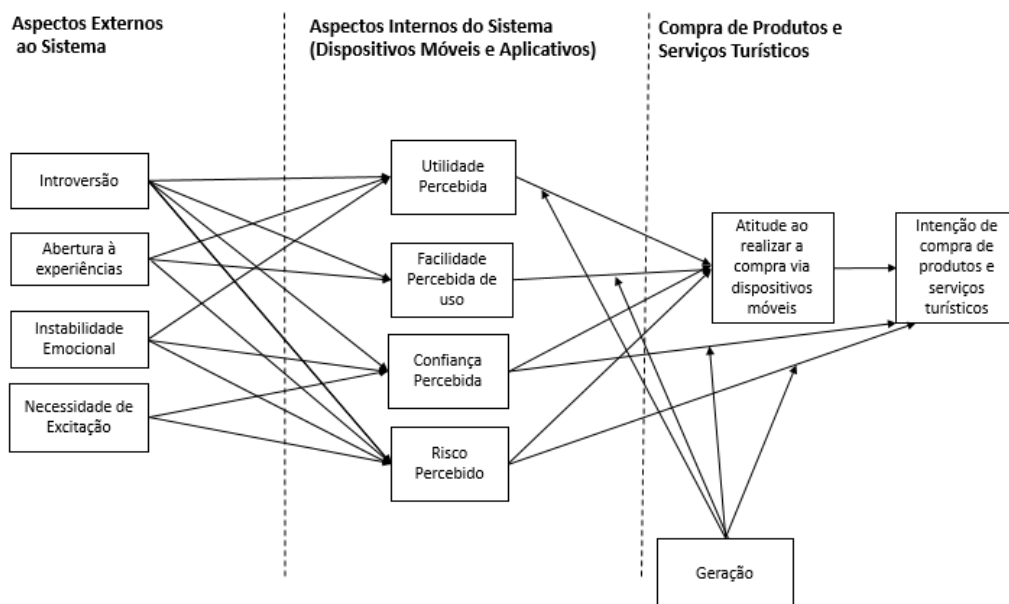 Aspectos Externos
ao Sistema
Aspectos Internos do Sistema
(Dispositivos Móveis e Aplicativos)
Compra de Produtos e
Serviços Turísticos
Introversão
Abertura à
experiências
Instabilidade
Emocional
Necessidade de
Excitação
Utilidade
Percebida
Facilidade
Percebida de
uso
Confiança
Percebida
Risco
Percebido
Atitude ao
realizar a
compra via
dispositivos
móveis
Intenção de
compra de
produtos e
serviços
turísticos
Geração